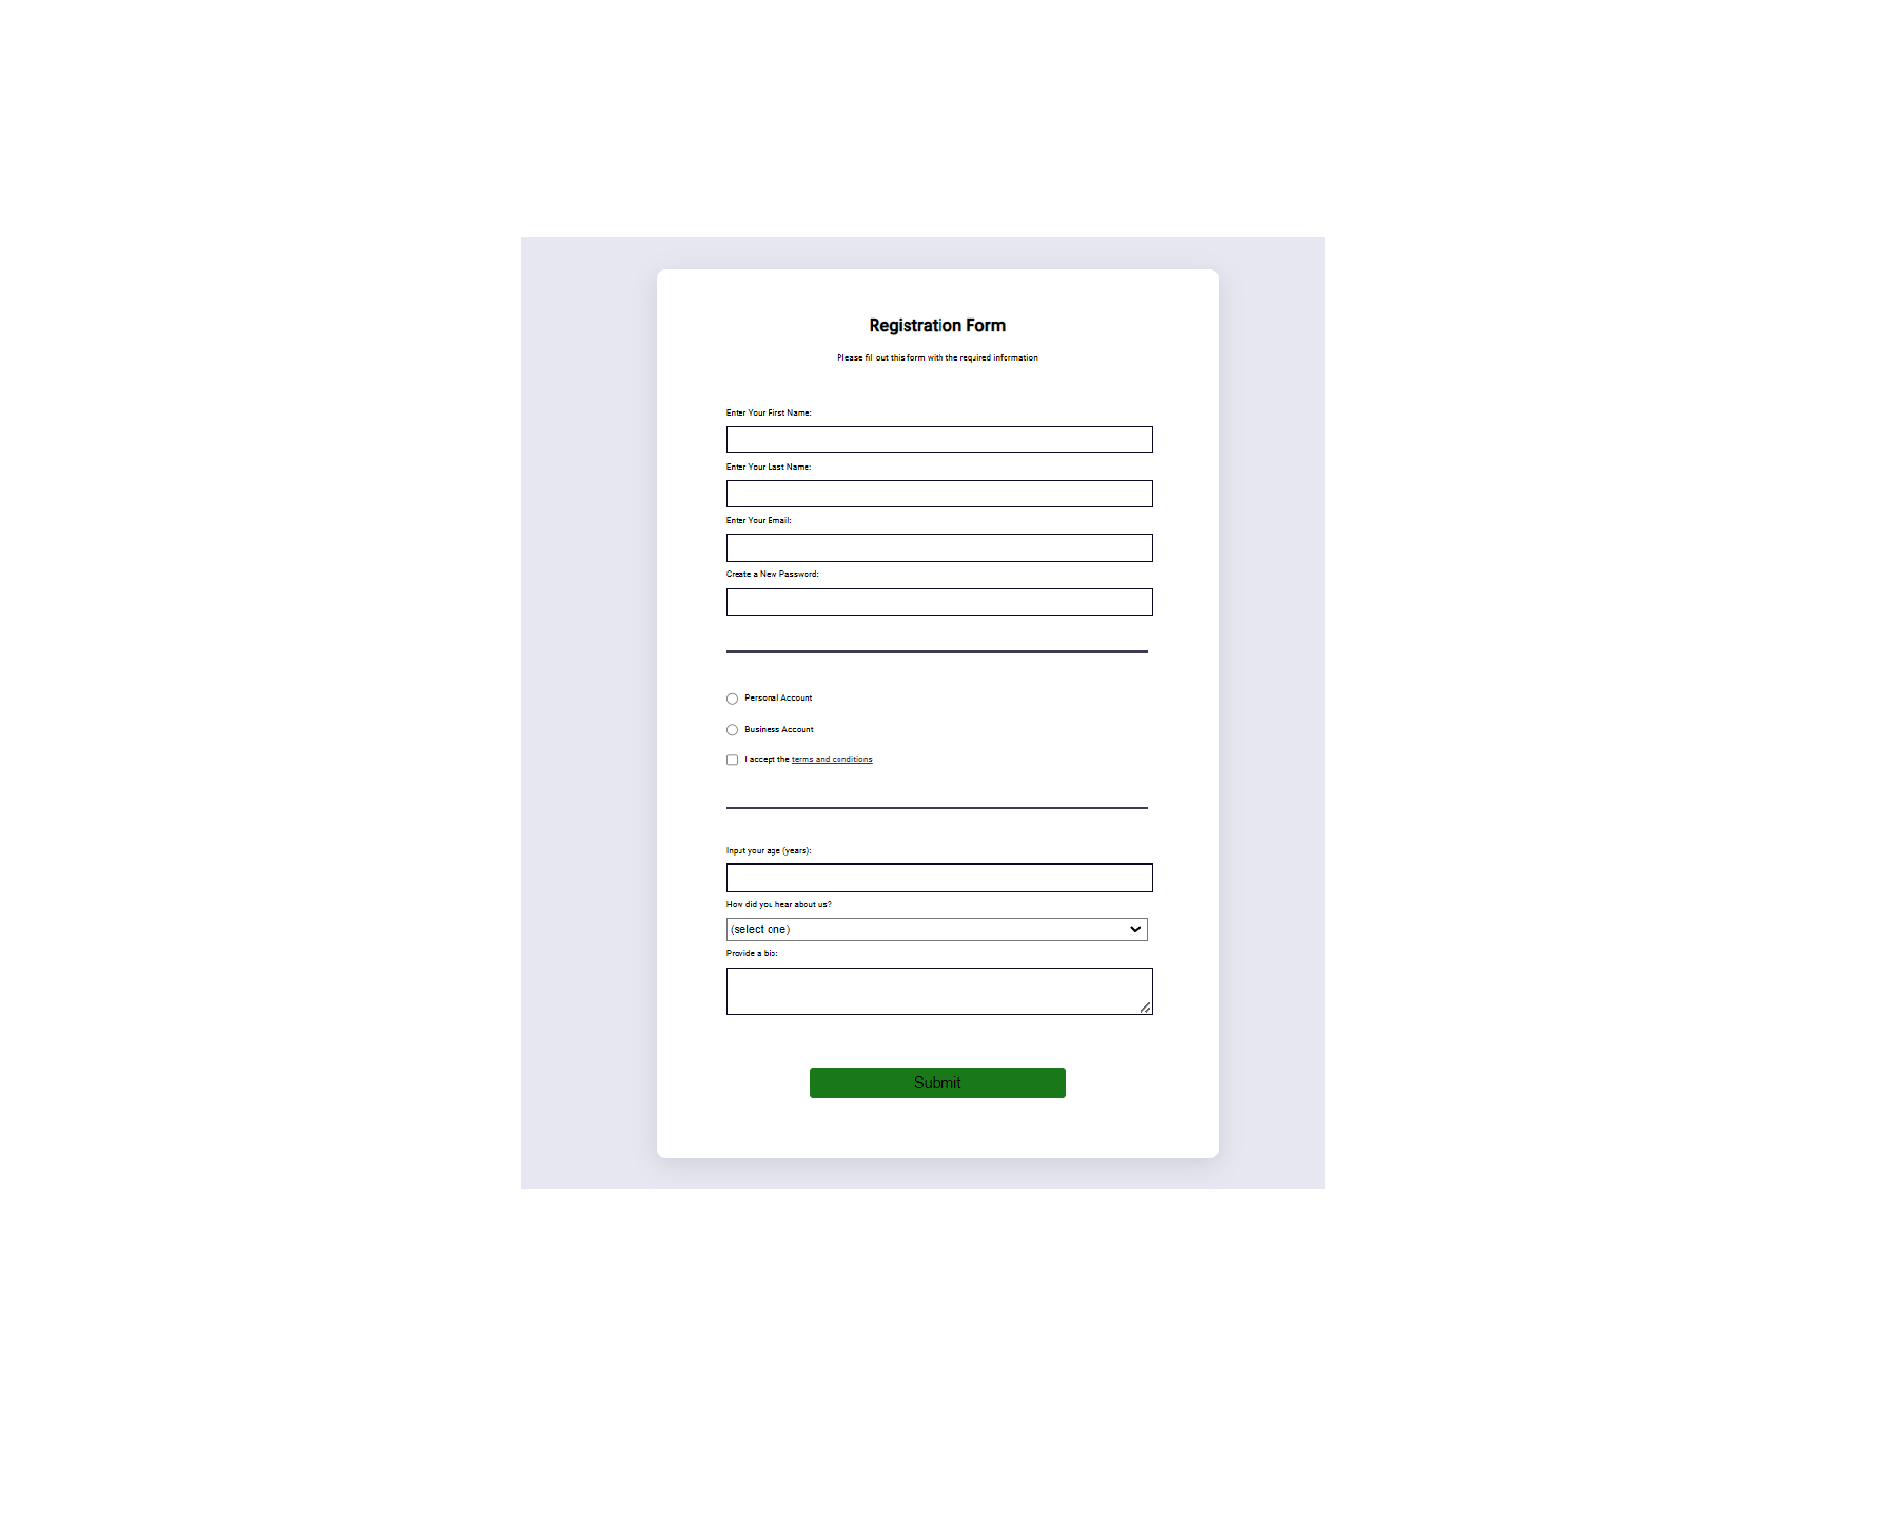 Registration Form
Please fill out this form with the required information
Enter Your First Name:
Enter Your Last Name:
Enter Your Email:
Create a New Password:
Personal Account
Business Account
I accept the terms and conditions
Input your age (years):
How did you hear about us?
(select one)
Provide a bio:
Submit